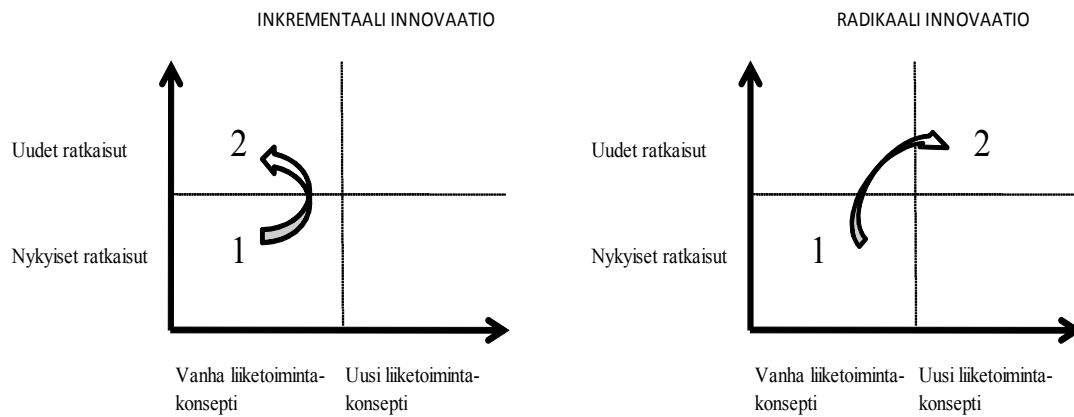 INKREMENTAALI INNOVAATIO
Uudet ratkaisut
2
Nykyiset ratkaisut
1
Vanha liiketoiminta-
konsepti
Uusi liiketoiminta-
konsepti
RADIKAALI INNOVAATIO
Uudet ratkaisut
2
Nykyiset ratkaisut
1
Vanha liiketoiminta-
konsepti
Uusi liiketoiminta-
konsepti